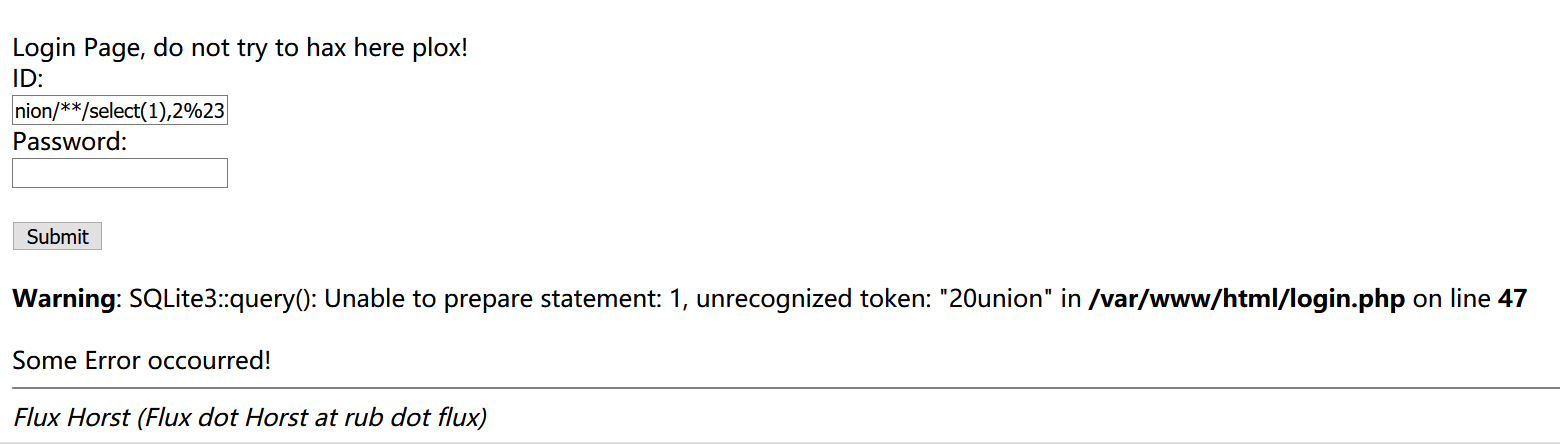 Login Page, do not try to hax here plox!
ID:
nion/**/select(1),2%23
Password:
Submit
Warning: SQLite3::query(): Unable to prepare statement: 1, unrecognized token: "20union" in /var/www/html/login.php on line 47
Some Error occourred!
Flux Horst (Flux dot Horst at rub dot flux)